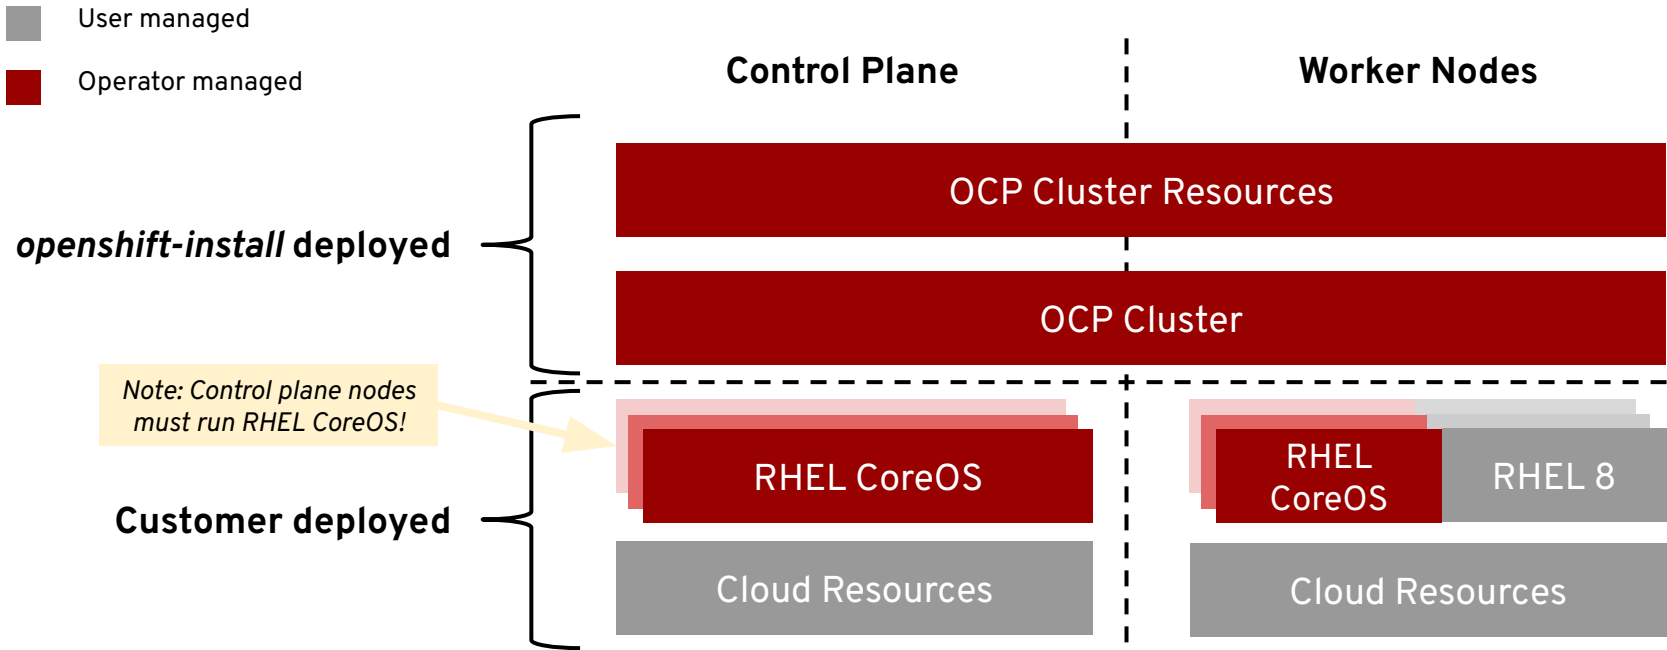 User managed
Operator managed
Control Plane
Worker Nodes
OCP Cluster Resources
openshift-install deployed
OCP Cluster
Note: Control plane nodes
must run RHEL CoreOS!
RHEL CoreOS
RHEL
CoreOS
RHEL 8
Customer deployed
Cloud Resources
Cloud Resources